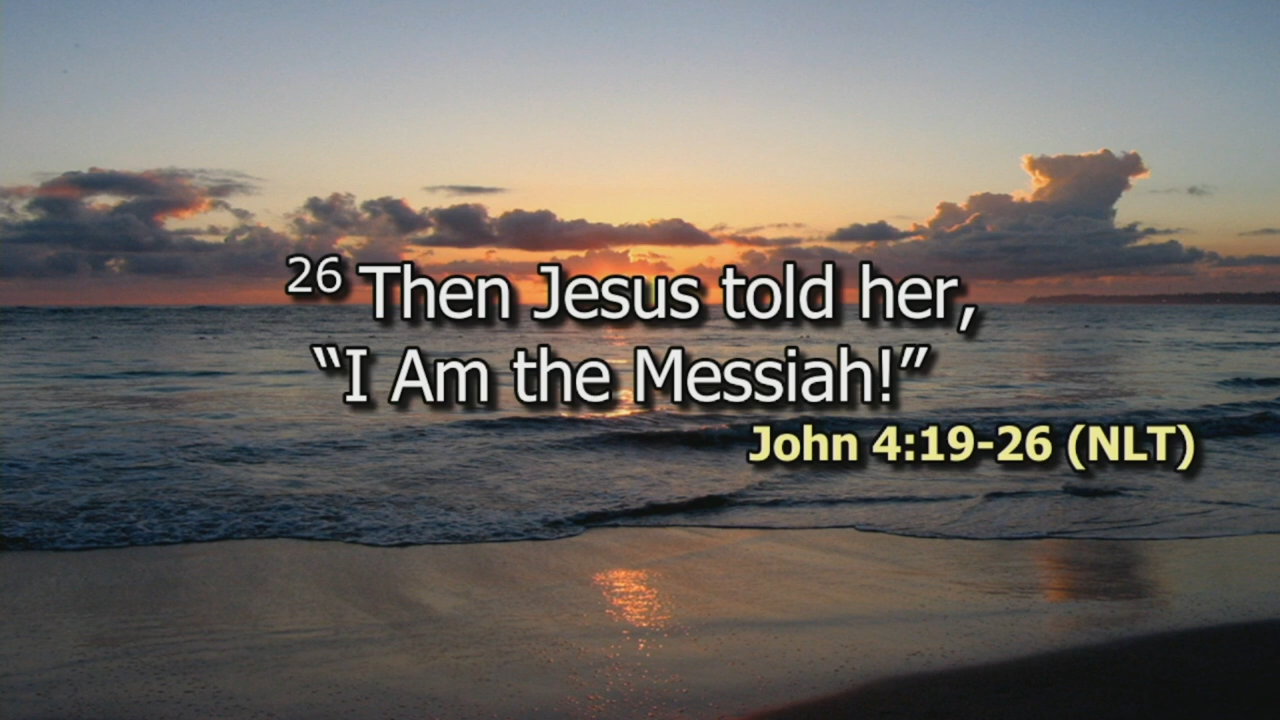 26 Then Jesus told her,
“I Am the Messiah!”
John 4:19-26 (NLT)